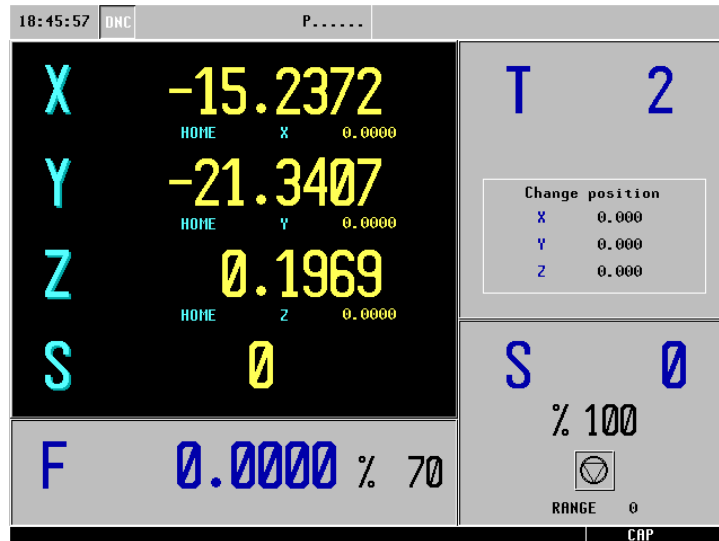 18:45:57 DNC P......
X -15.2372
HOME X 0.0000
Y -21.3407
HOME Y 0.0000
Z 0.1969
HOME Z 0.0000
S 0
F 0.0000 % 70
T 2
Change position
X 0.000
Y 0.000
Z 0.000
S 0
% 100
RANGE 0
CAP